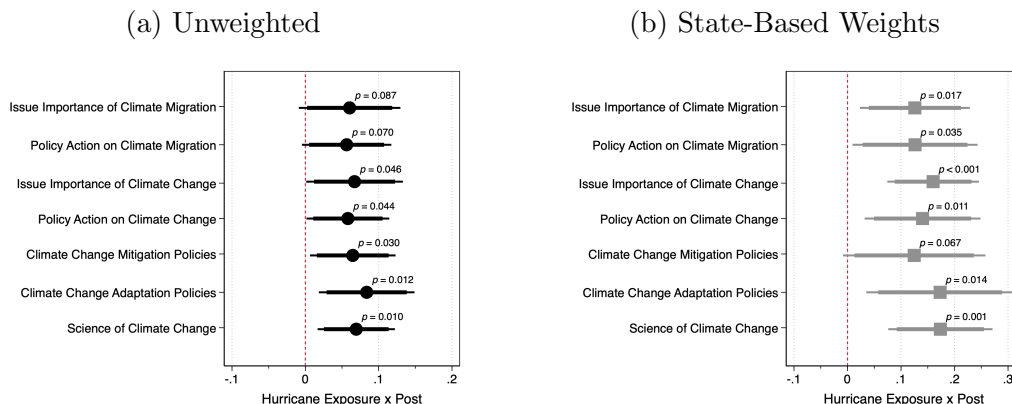 (a) Unweighted
Issue Importance of Climate Migration
p = 0.087
Policy Action on Climate Migration
p = 0.070
Issue Importance of Climate Change
p = 0.046
Policy Action on Climate Change
p = 0.044
Climate Change Mitigation Policies
p = 0.030
Climate Change Adaptation Policies
p = 0.012
Science of Climate Change
p = 0.010
-.1 0 .1 .2
Hurricane Exposure x Post
(b) State-Based Weights
Issue Importance of Climate Migration
p = 0.017
Policy Action on Climate Migration
p = 0.035
Issue Importance of Climate Change
p < 0.001
Policy Action on Climate Change
p = 0.011
Climate Change Mitigation Policies
p = 0.067
Climate Change Adaptation Policies
p = 0.014
Science of Climate Change
p = 0.001
-.1 0 .1 .2 .3
Hurricane Exposure x Post